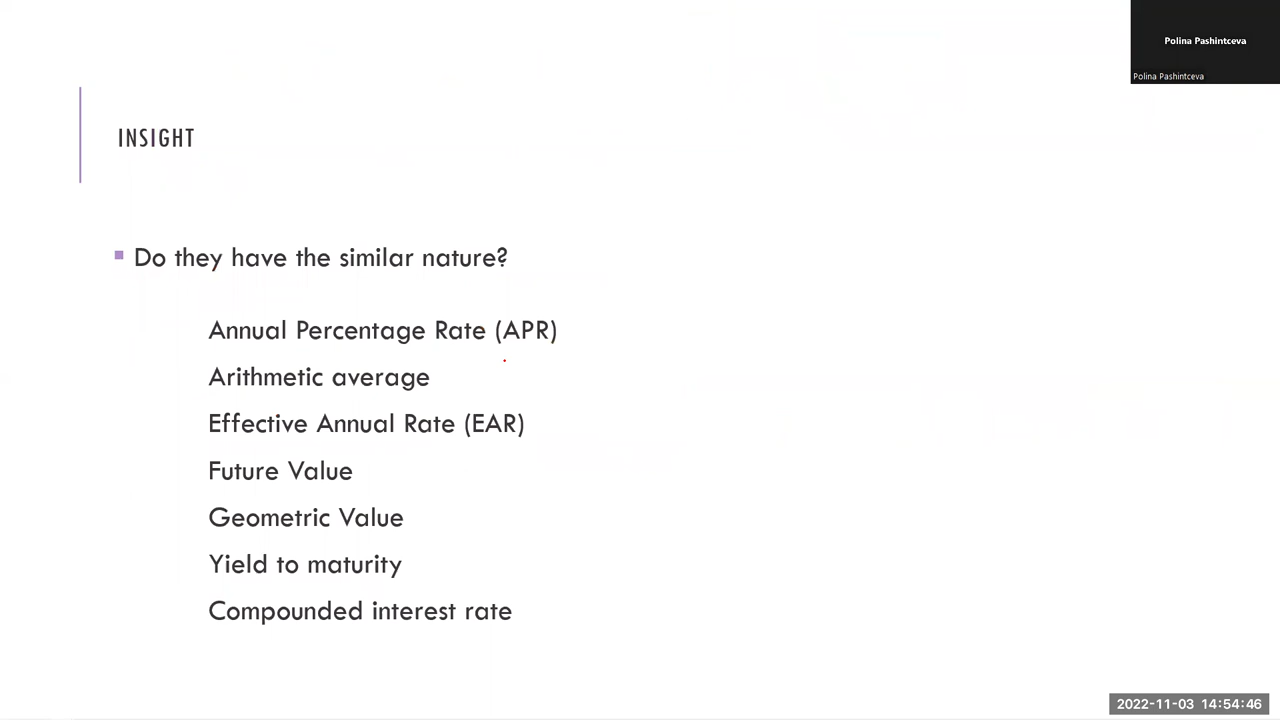 Polina Pashintceva
Polina Pashintceva
INSIGHT
Do they have the similar nature?
Annual Percentage Rate (APR)
Arithmetic average
Effective Annual Rate (EAR)
Future Value
Geometric Value
Yield to maturity
Compounded interest rate
2022-11-03 14:54:46